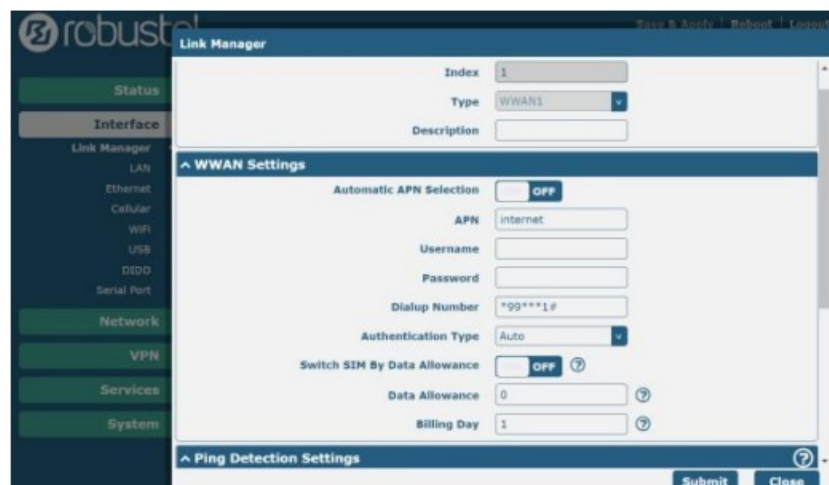 robustel
Save & Apply | Reboot | Logout
Link Manager
Status
Interface
Link Manager
LAN
Ethernet
Cellular
WiFi
USB
DIDO
Serial Port
Network
VPN
Services
System
Index 1
Type WWAN1 v
Description
^ WWAN Settings
Automatic APN Selection OFF
APN internet
Username
Password
Dialup Number *99***1#
Authentication Type Auto v
Switch SIM By Data Allowance OFF ?
Data Allowance 0 ?
Billing Day 1 ?
^ Ping Detection Settings ?
Submit Close